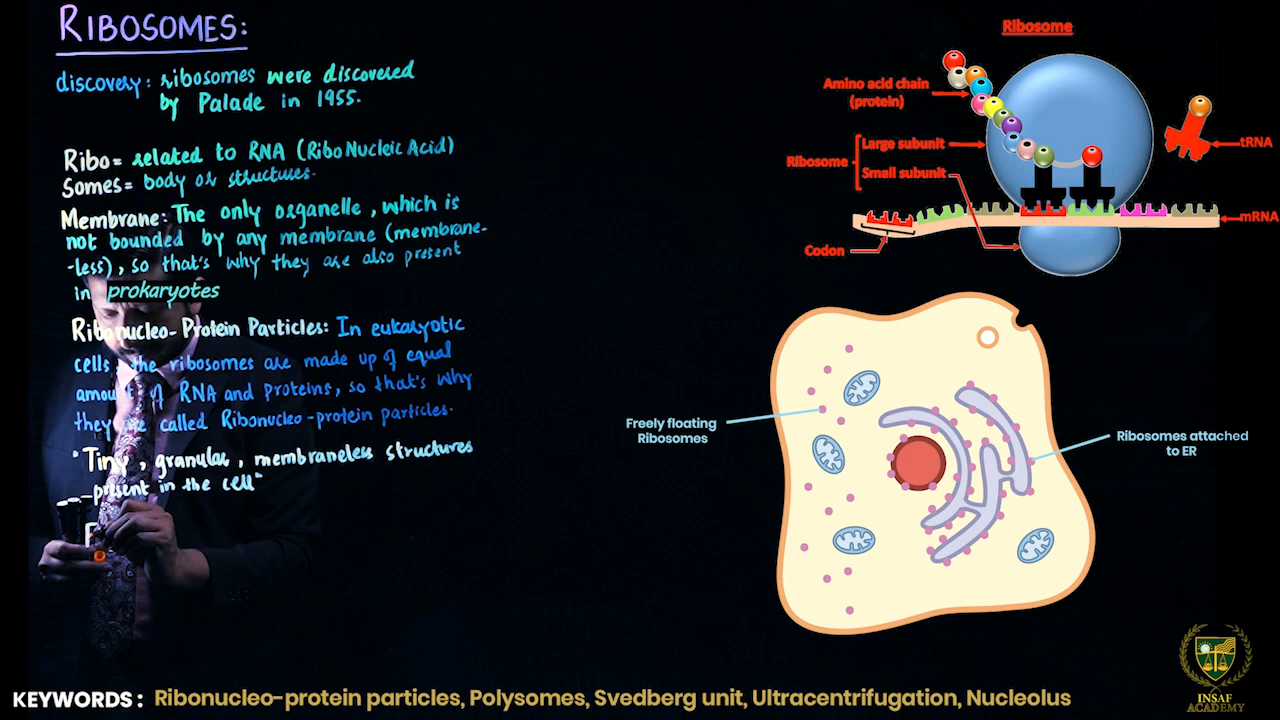 RIBOSOMES:
discovery: ribosomes were discovered
by Palade in 1955.
Ribo = related to RNA (Ribo Nucleic Acid)
Somes = body or structures.
Membrane: The only organelle, which is
not bounded by any membrane (membrane-
-less), so that's why they are also present
in prokaryotes
Ribonucleo-Protein Particles: In eukaryotic
cells, the ribosomes are made up of equal
amount of RNA and proteins, so that's why
they are called Ribonucleo-protein particles.
"Tiny, granular, membraneless structures
present in the cell"
Ribosome
Amino acid chain
(protein)
Ribosome
Large subunit
Small subunit
tRNA
mRNA
Codon
Freely floating
Ribosomes
Ribosomes attached
to ER
KEYWORDS: Ribonucleo-protein particles, Polysomes, Svedberg unit, Ultracentrifugation, Nucleolus
INSAF
ACADEMY